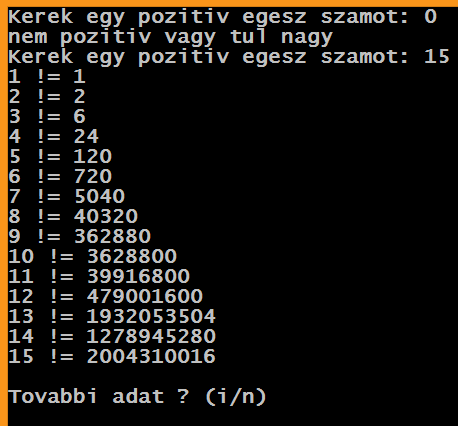 Kerek egy pozitiv egesz szamot: 0
nem pozitiv vagy tul nagy
Kerek egy pozitiv egesz szamot: 15
1 != 1
2 != 2
3 != 6
4 != 24
5 != 120
6 != 720
7 != 5040
8 != 40320
9 != 362880
10 != 3628800
11 != 39916800
12 != 479001600
13 != 1932053504
14 != 1278945280
15 != 2004310016
Tovabbi adat ? (i/n)